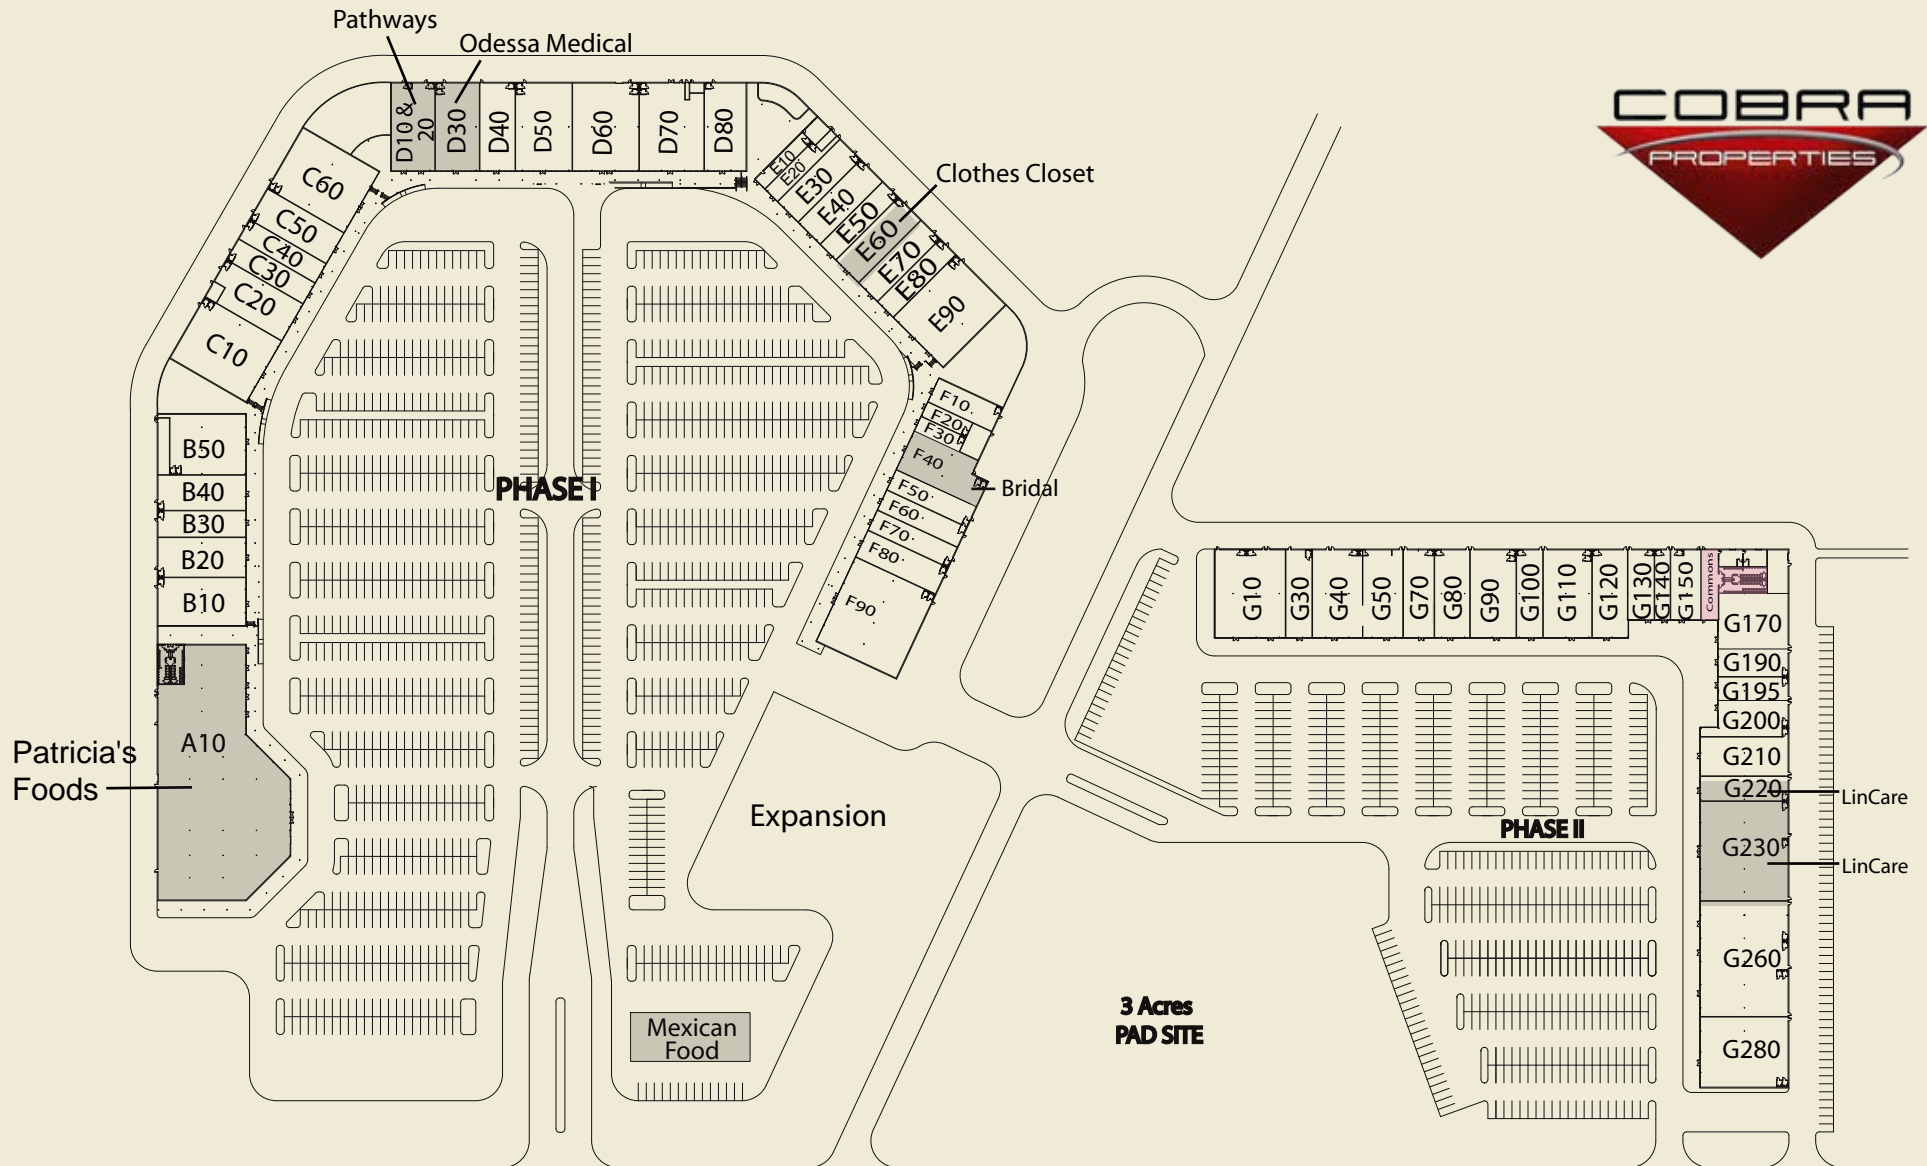 Pathways
Odessa Medical
COBRA
PROPERTIES
D10 &
20
D30
D40
D50
D60
D70
D80
Clothes Closet
E10
E20
E30
E40
E50
E60
E70
E80
E90
C60
C50
C40
C30
C20
C10
F10
F20
F30
F40
Bridal
F50
F60
F70
F80
F90
B50
B40
B30
B20
B10
PHASE I
G10
G30
G40
G50
G70
G80
G90
G100
G110
G120
G130
G140
G150
Commons
G170
G190
G195
G200
G210
G220
LinCare
G230
LinCare
G260
G280
A10
Patricia's
Foods
Expansion
PHASE II
3 Acres
PAD SITE
Mexican
Food